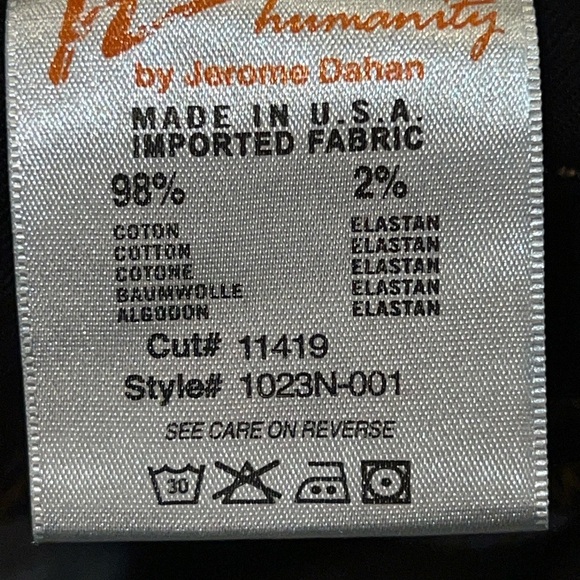 humanity
by Jerome Dahan
MADE IN U.S.A.
IMPORTED FABRIC
98% 2%
COTON ELASTAN
COTTON ELASTAN
COTONE ELASTAN
BAUMWOLLE ELASTAN
ALGODON ELASTAN
Cut# 11419
Style# 1023N-001
SEE CARE ON REVERSE
30